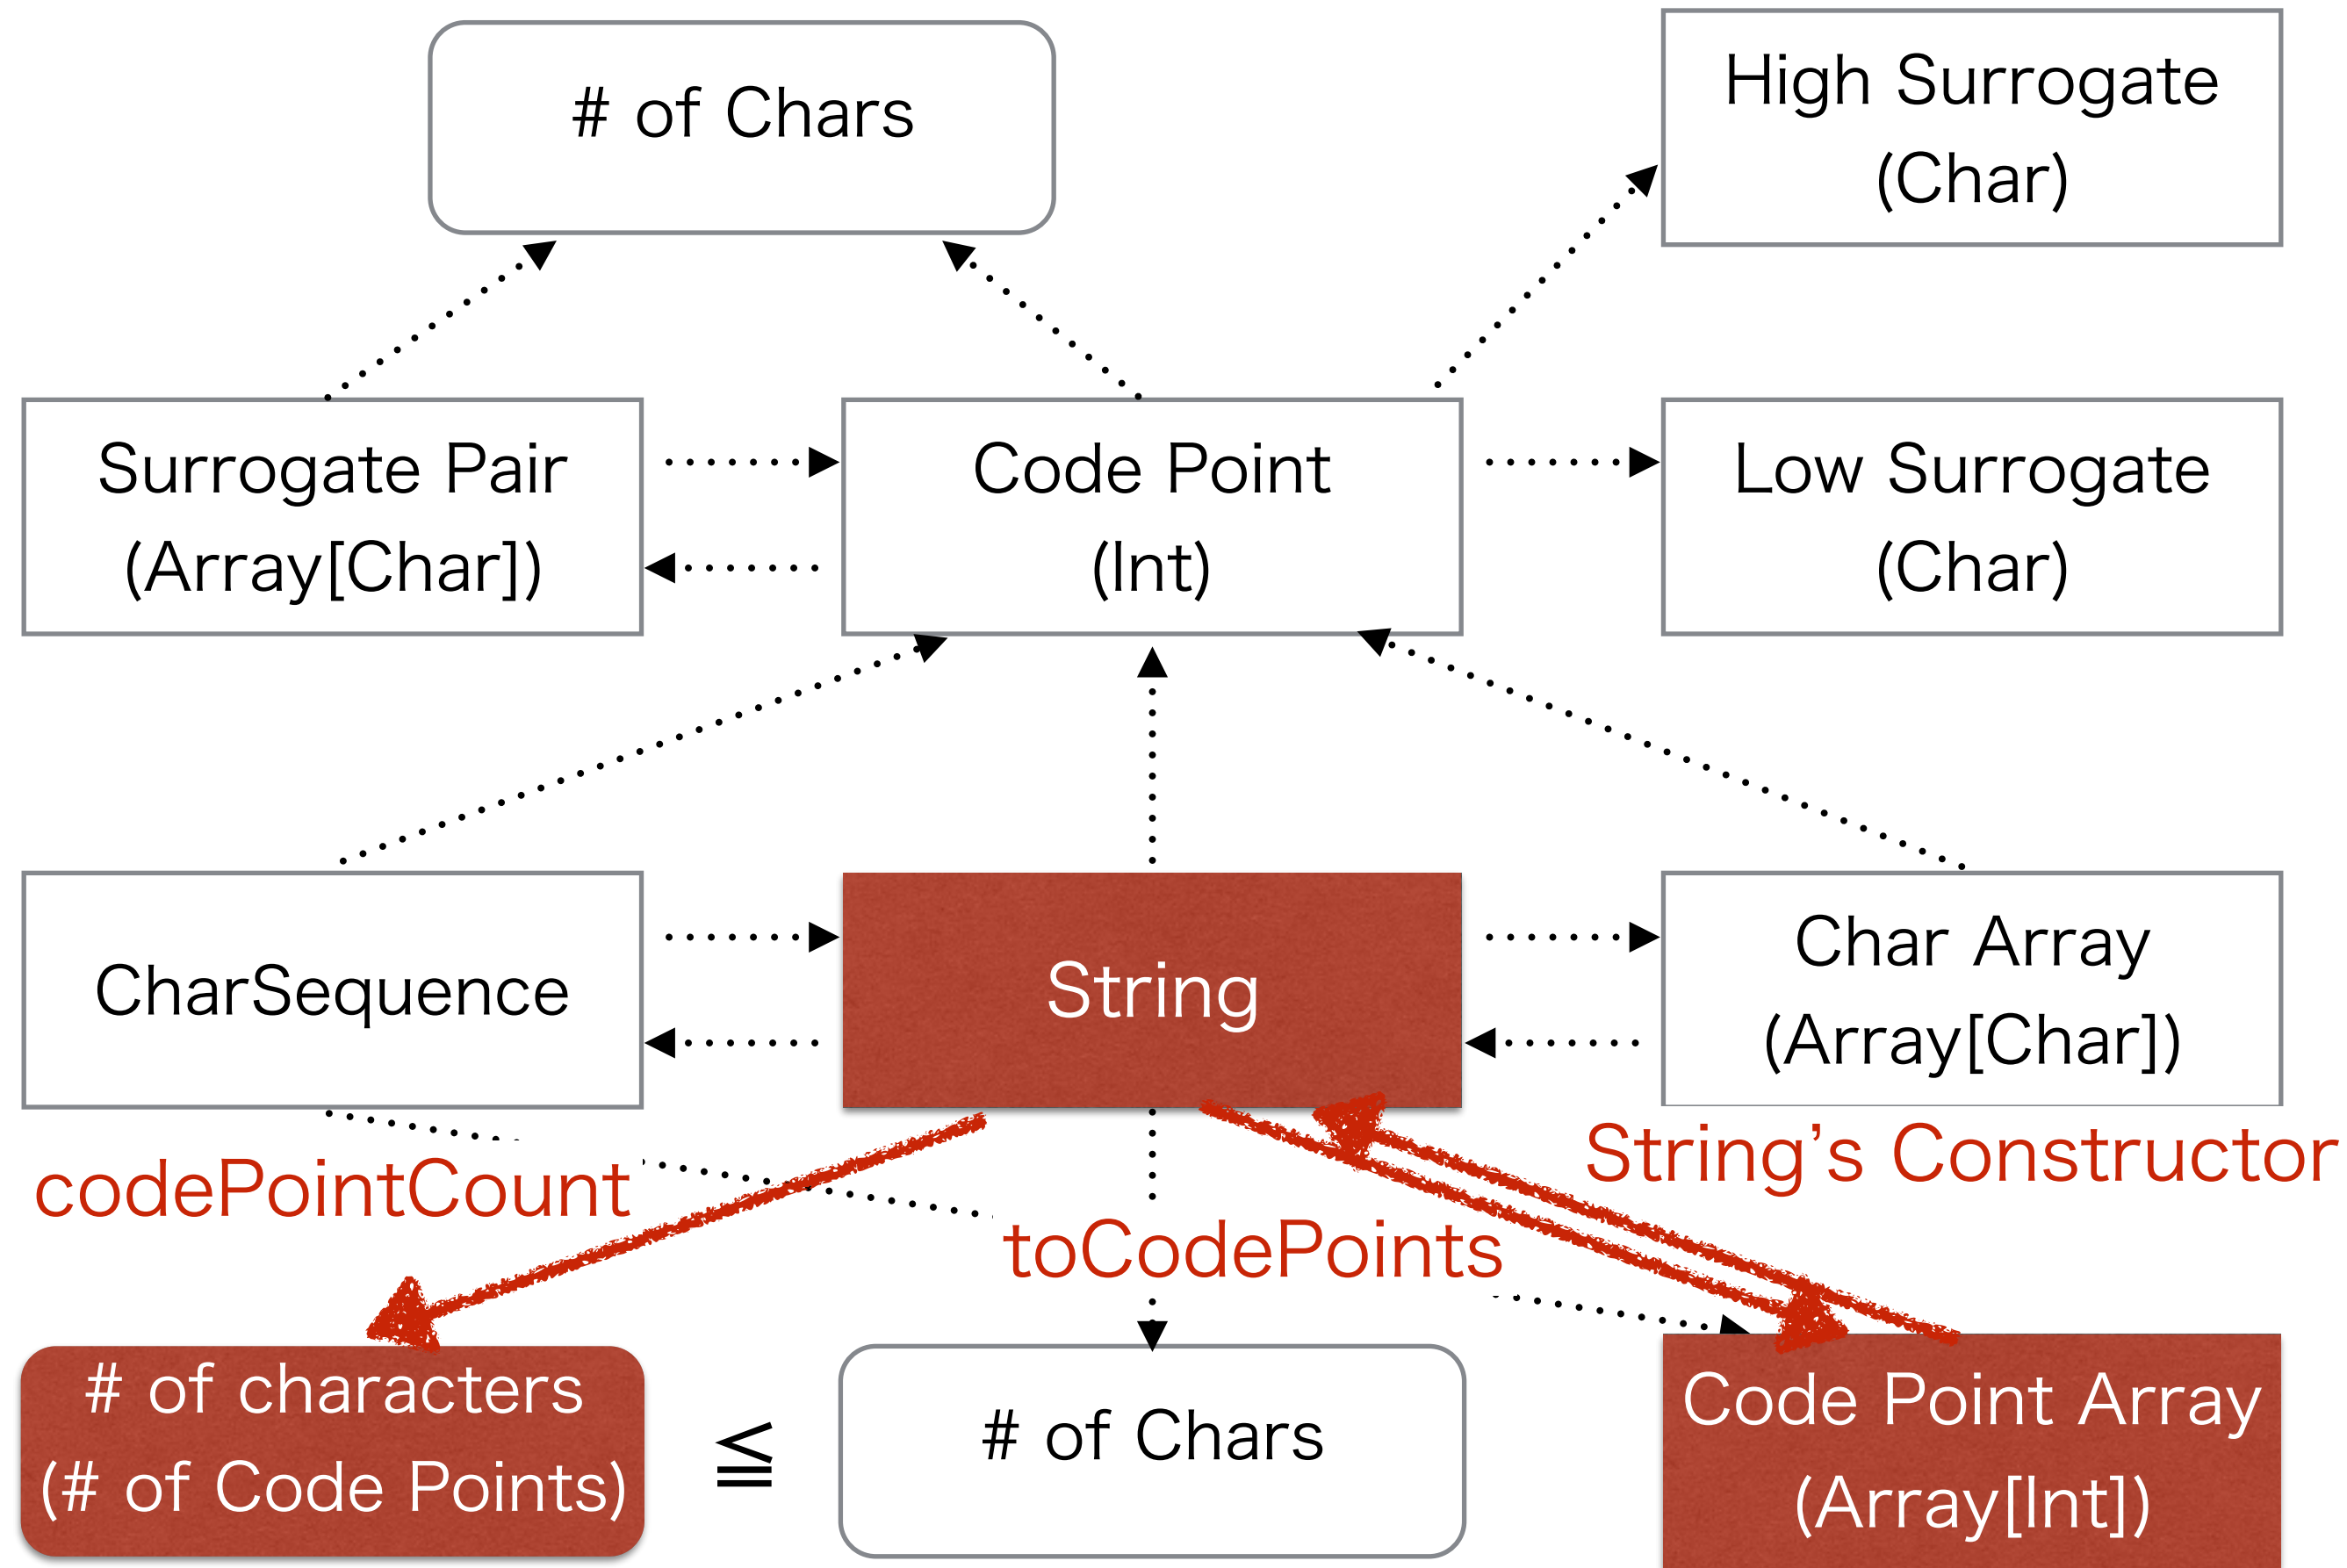 # of Chars
High Surrogate
(Char)
Surrogate Pair
(Array[Char])
Code Point
(Int)
Low Surrogate
(Char)
CharSequence
String
Char Array
(Array[Char])
codePointCount
toCodePoints
String's Constructor
# of characters
(# of Code Points)
≦
# of Chars
Code Point Array
(Array[Int])